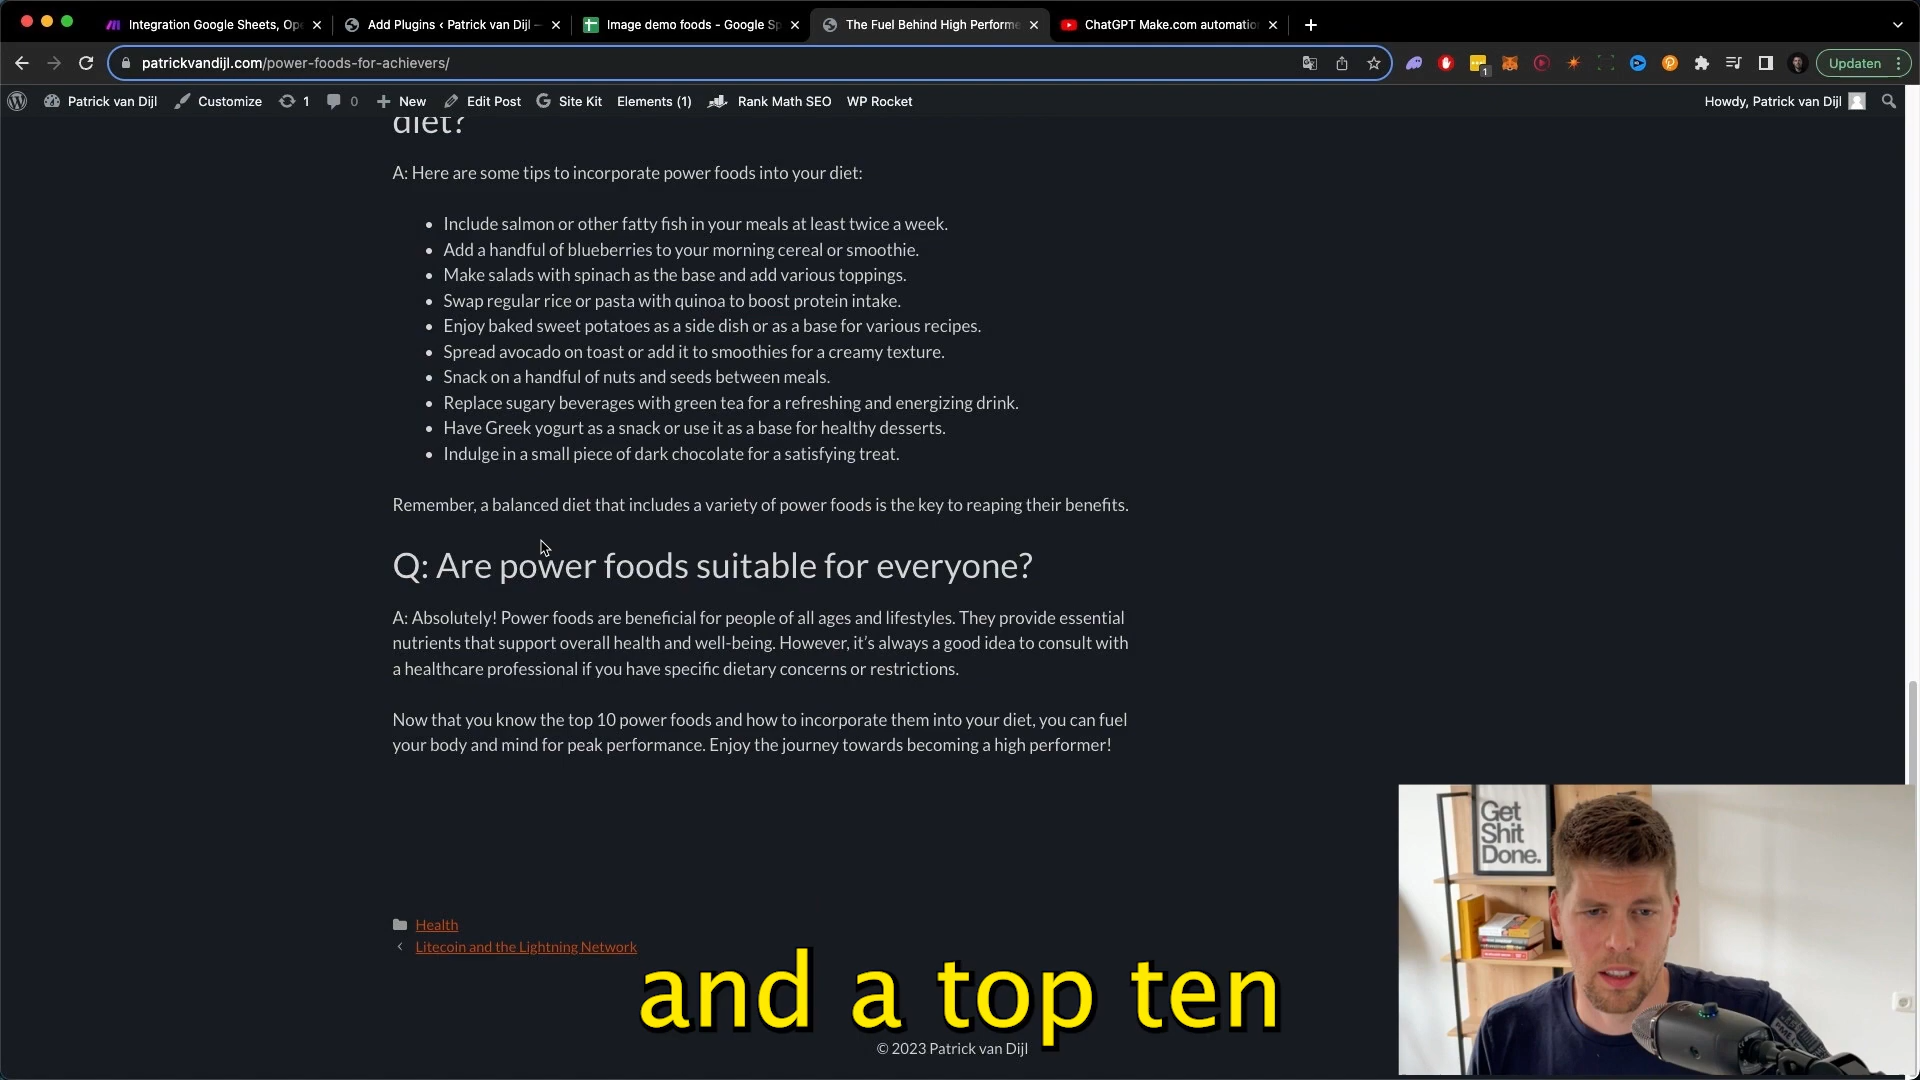 Integration Google Sheets, Ope
Add Plugins ‹ Patrick van Dijl —
Image demo foods - Google Sp
The Fuel Behind High Performe
ChatGPT Make.com automatio
patrickvandijl.com/power-foods-for-achievers/
1
Updaten
Patrick van Dijl
Customize
1
0
New
Edit Post
Site Kit
Elements (1)
Rank Math SEO
WP Rocket
Howdy, Patrick van Dijl
diet?
A: Here are some tips to incorporate power foods into your diet:
• Include salmon or other fatty fish in your meals at least twice a week.
• Add a handful of blueberries to your morning cereal or smoothie.
• Make salads with spinach as the base and add various toppings.
• Swap regular rice or pasta with quinoa to boost protein intake.
• Enjoy baked sweet potatoes as a side dish or as a base for various recipes.
• Spread avocado on toast or add it to smoothies for a creamy texture.
• Snack on a handful of nuts and seeds between meals.
• Replace sugary beverages with green tea for a refreshing and energizing drink.
• Have Greek yogurt as a snack or use it as a base for healthy desserts.
• Indulge in a small piece of dark chocolate for a satisfying treat.
Remember, a balanced diet that includes a variety of power foods is the key to reaping their benefits.
Q: Are power foods suitable for everyone?
A: Absolutely! Power foods are beneficial for people of all ages and lifestyles. They provide essential
nutrients that support overall health and well-being. However, it's always a good idea to consult with
a healthcare professional if you have specific dietary concerns or restrictions.
Now that you know the top 10 power foods and how to incorporate them into your diet, you can fuel
your body and mind for peak performance. Enjoy the journey towards becoming a high performer!
Get
Shit
Done.
Health
Litecoin and the Lightning Network
and a top ten
© 2023 Patrick van Dijl